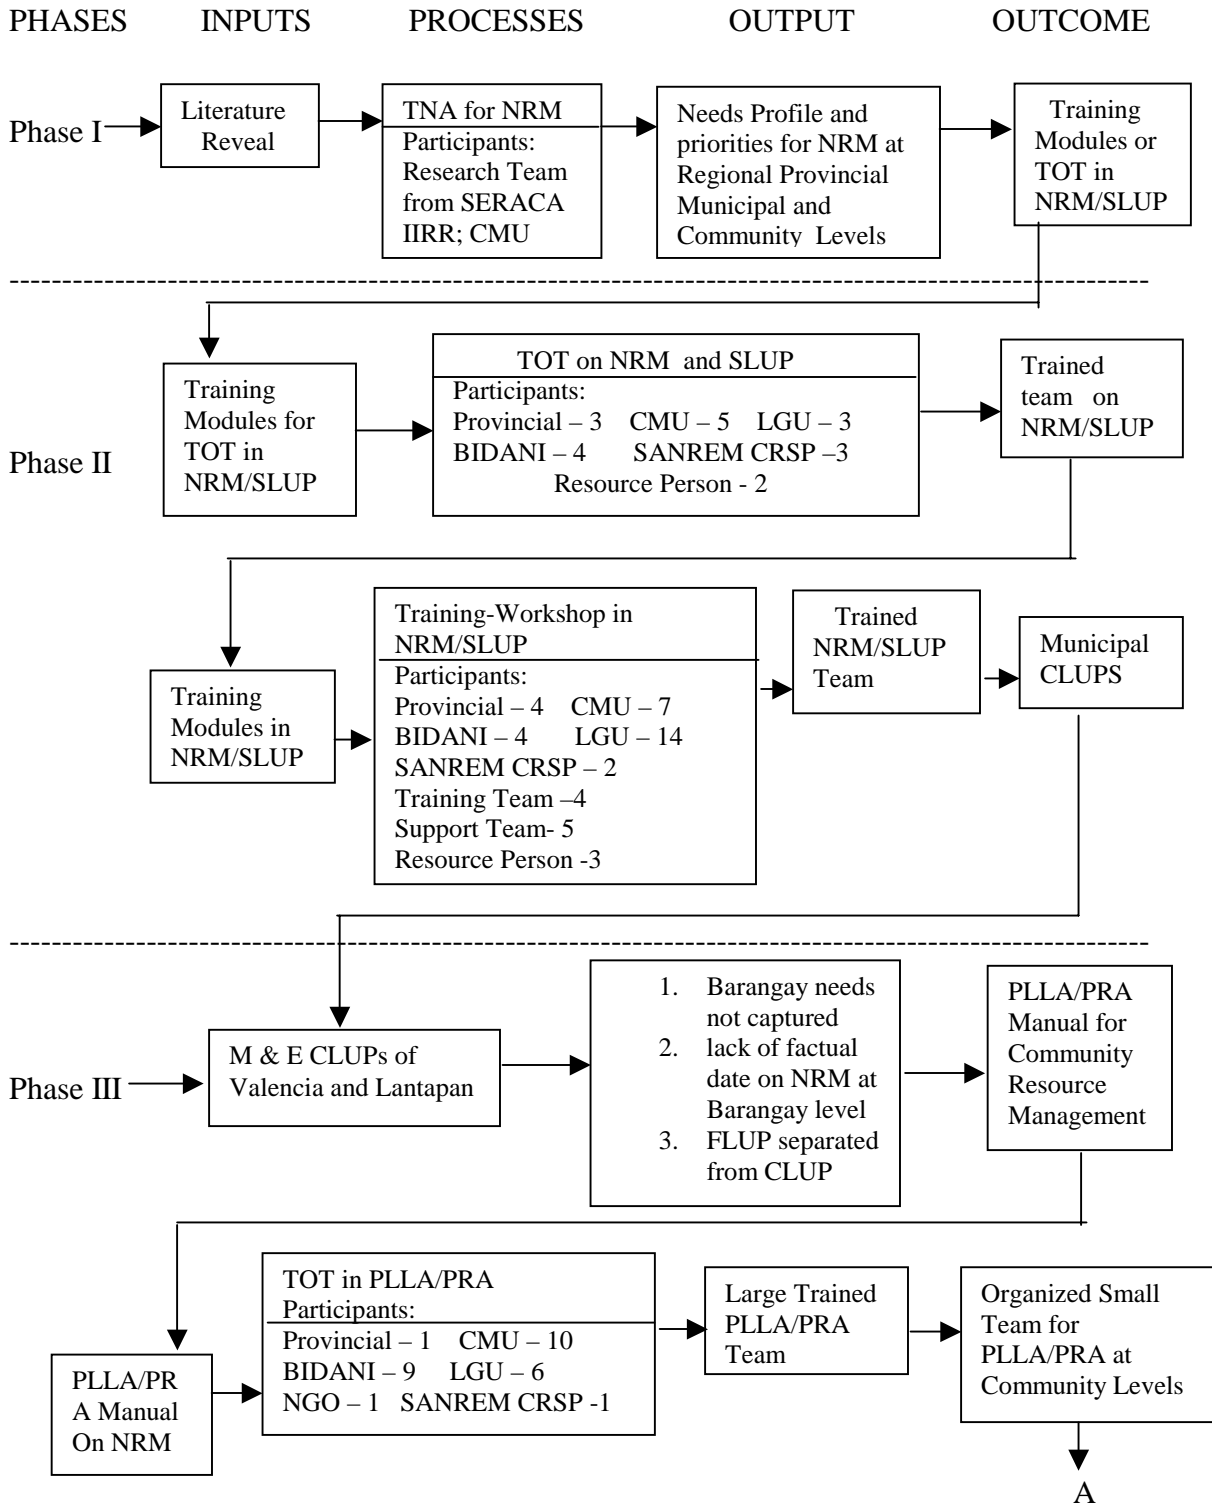 PHASES INPUTS PROCESSES OUTPUT OUTCOME
Phase I
Literature
Reveal
TNA for NRM
Participants:
Research Team
from SERACA
IIRR; CMU
Needs Profile and
priorities for NRM at
Regional Provincial
Municipal and
Community Levels
Training
Modules or
TOT in
NRM/SLUP
Phase II
Training
Modules for
TOT in
NRM/SLUP
TOT on NRM and SLUP
Participants:
Provincial – 3 CMU – 5 LGU – 3
BIDANI – 4 SANREM CRSP –3
Resource Person - 2
Trained
team on
NRM/SLUP
Training
Modules in
NRM/SLUP
Training-Workshop in
NRM/SLUP
Participants:
Provincial – 4 CMU – 7
BIDANI – 4 LGU – 14
SANREM CRSP – 2
Training Team –4
Support Team- 5
Resource Person -3
Trained
NRM/SLUP
Team
Municipal
CLUPS
Phase III
M & E CLUPs of
Valencia and Lantapan
1. Barangay needs
not captured
2. lack of factual
date on NRM at
Barangay level
3. FLUP separated
from CLUP
PLLA/PRA
Manual for
Community
Resource
Management
PLLA/PR
A Manual
On NRM
TOT in PLLA/PRA
Participants:
Provincial – 1 CMU – 10
BIDANI – 9 LGU – 6
NGO – 1 SANREM CRSP -1
Large Trained
PLLA/PRA
Team
Organized Small
Team for
PLLA/PRA at
Community Levels
A